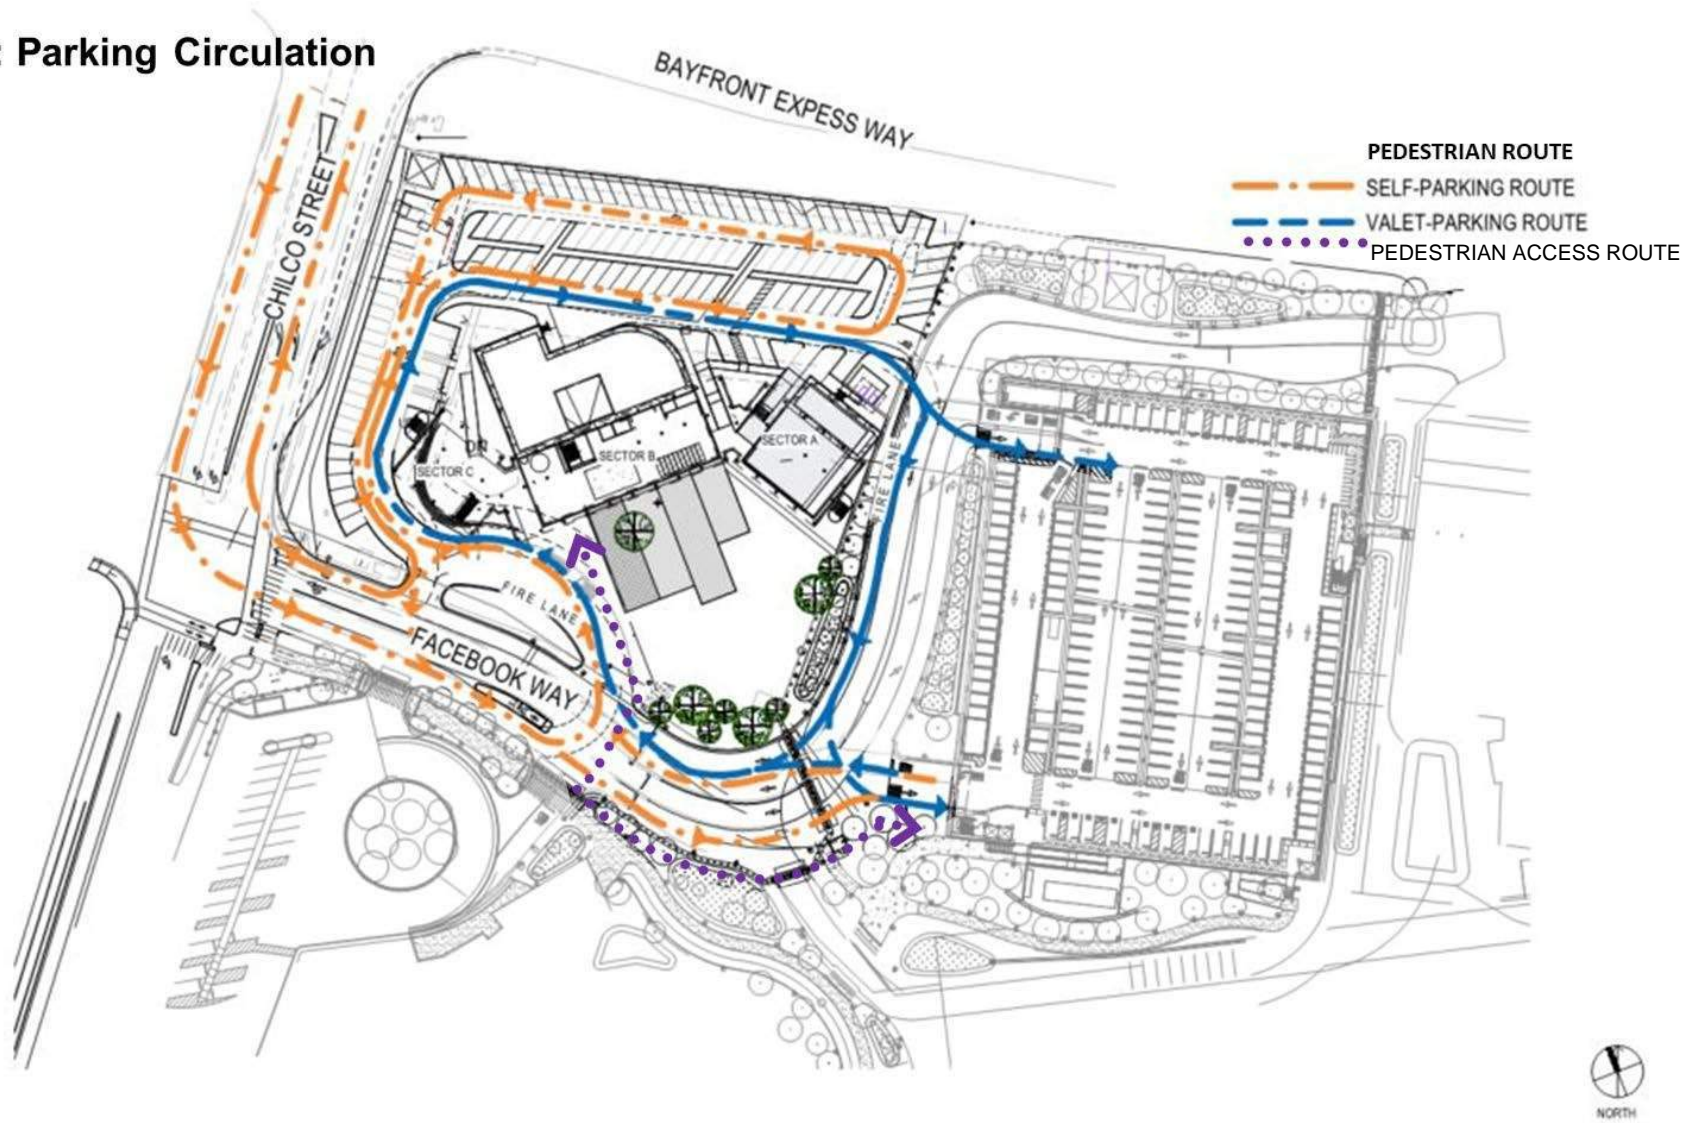 : Parking Circulation
BAYFRONT EXPESS WAY
CHILCO STREET
PEDESTRIAN ROUTE
SELF-PARKING ROUTE
VALET-PARKING ROUTE
PEDESTRIAN ACCESS ROUTE
SECTOR A
SECTOR B
SECTOR C
FIRE LANE
FIRE LANE
FACEBOOK WAY
NORTH